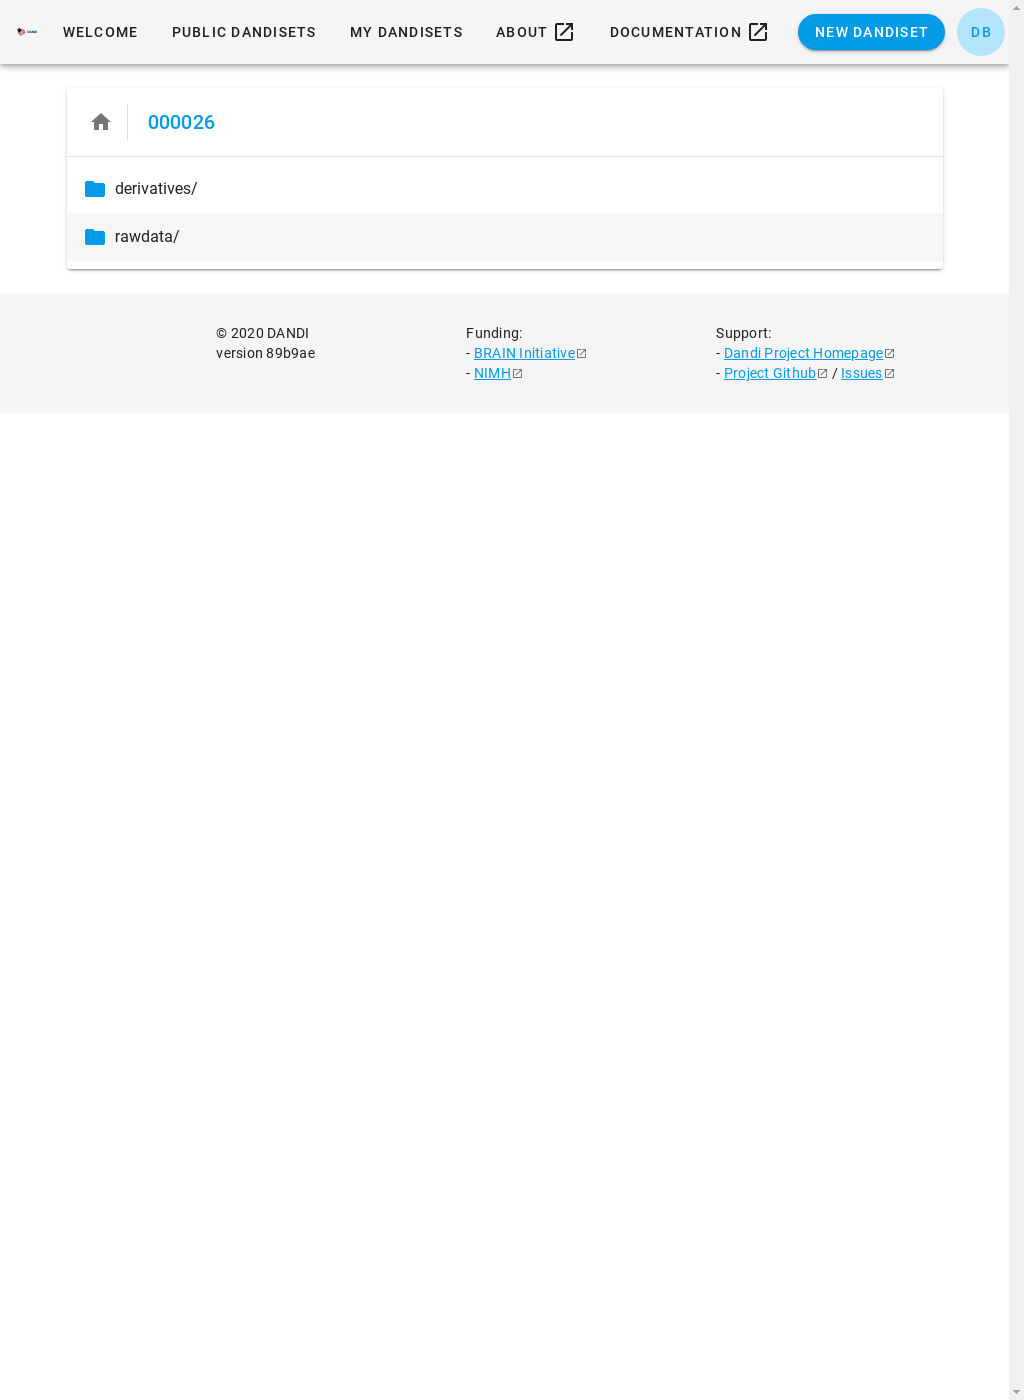 WELCOME PUBLIC DANDISETS MY DANDISETS ABOUT DOCUMENTATION NEW DANDISET DB
000026
derivatives/
rawdata/
© 2020 DANDI
version 89b9ae
Funding:
- BRAIN Initiative
- NIMH
Support:
- Dandi Project Homepage
- Project Github / Issues